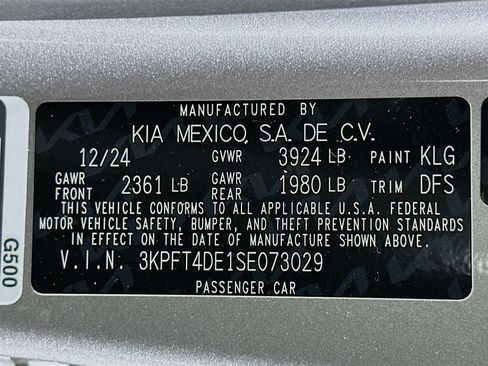 MANUFACTURED BY
KIA MEXICO, S.A. DE C.V.
12/24 GVWR 3924 LB PAINT KLG
GAWR FRONT 2361 LB GAWR REAR 1980 LB TRIM DFS
THIS VEHICLE CONFORMS TO ALL APPLICABLE U.S.A. FEDERAL
MOTOR VEHICLE SAFETY, BUMPER, AND THEFT PREVENTION STANDARDS
IN EFFECT ON THE DATE OF MANUFACTURE SHOWN ABOVE.
V.I.N. 3KPFT4DE1SE073029
PASSENGER CAR
G500